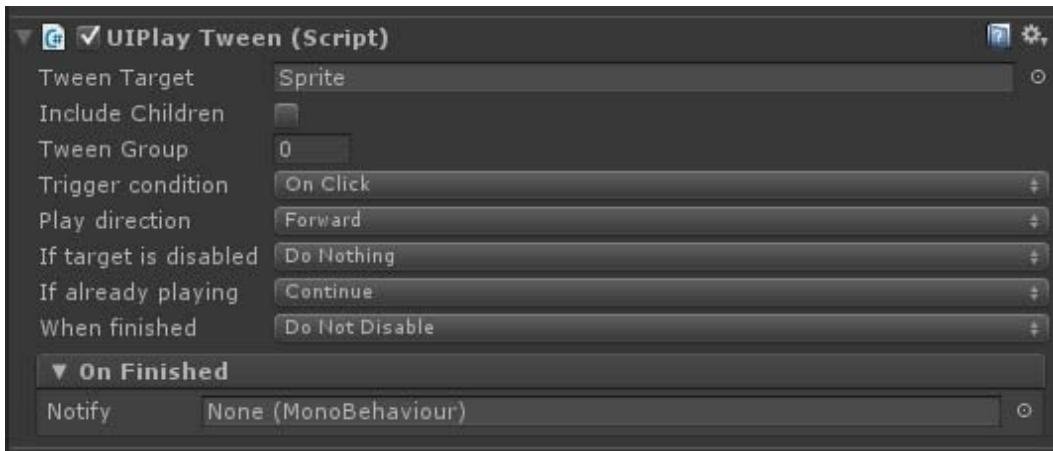 UIPlay Tween (Script)
Tween Target Sprite
Include Children
Tween Group 0
Trigger condition On Click
Play direction Forward
If target is disabled Do Nothing
If already playing Continue
When finished Do Not Disable
On Finished
Notify None (MonoBehaviour)